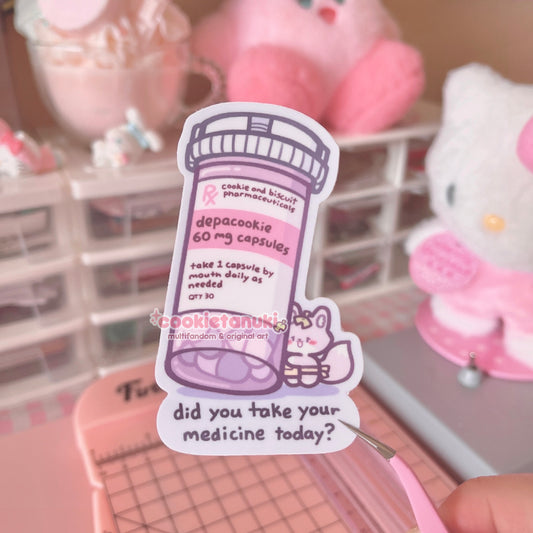 Rx cookie and biscuit
pharmaceuticals
depacookie
60 mg capsules
take 1 capsule by
mouth daily as
needed
QTY 30
cookietanuki
multifandom & original art
did you take your
medicine today?